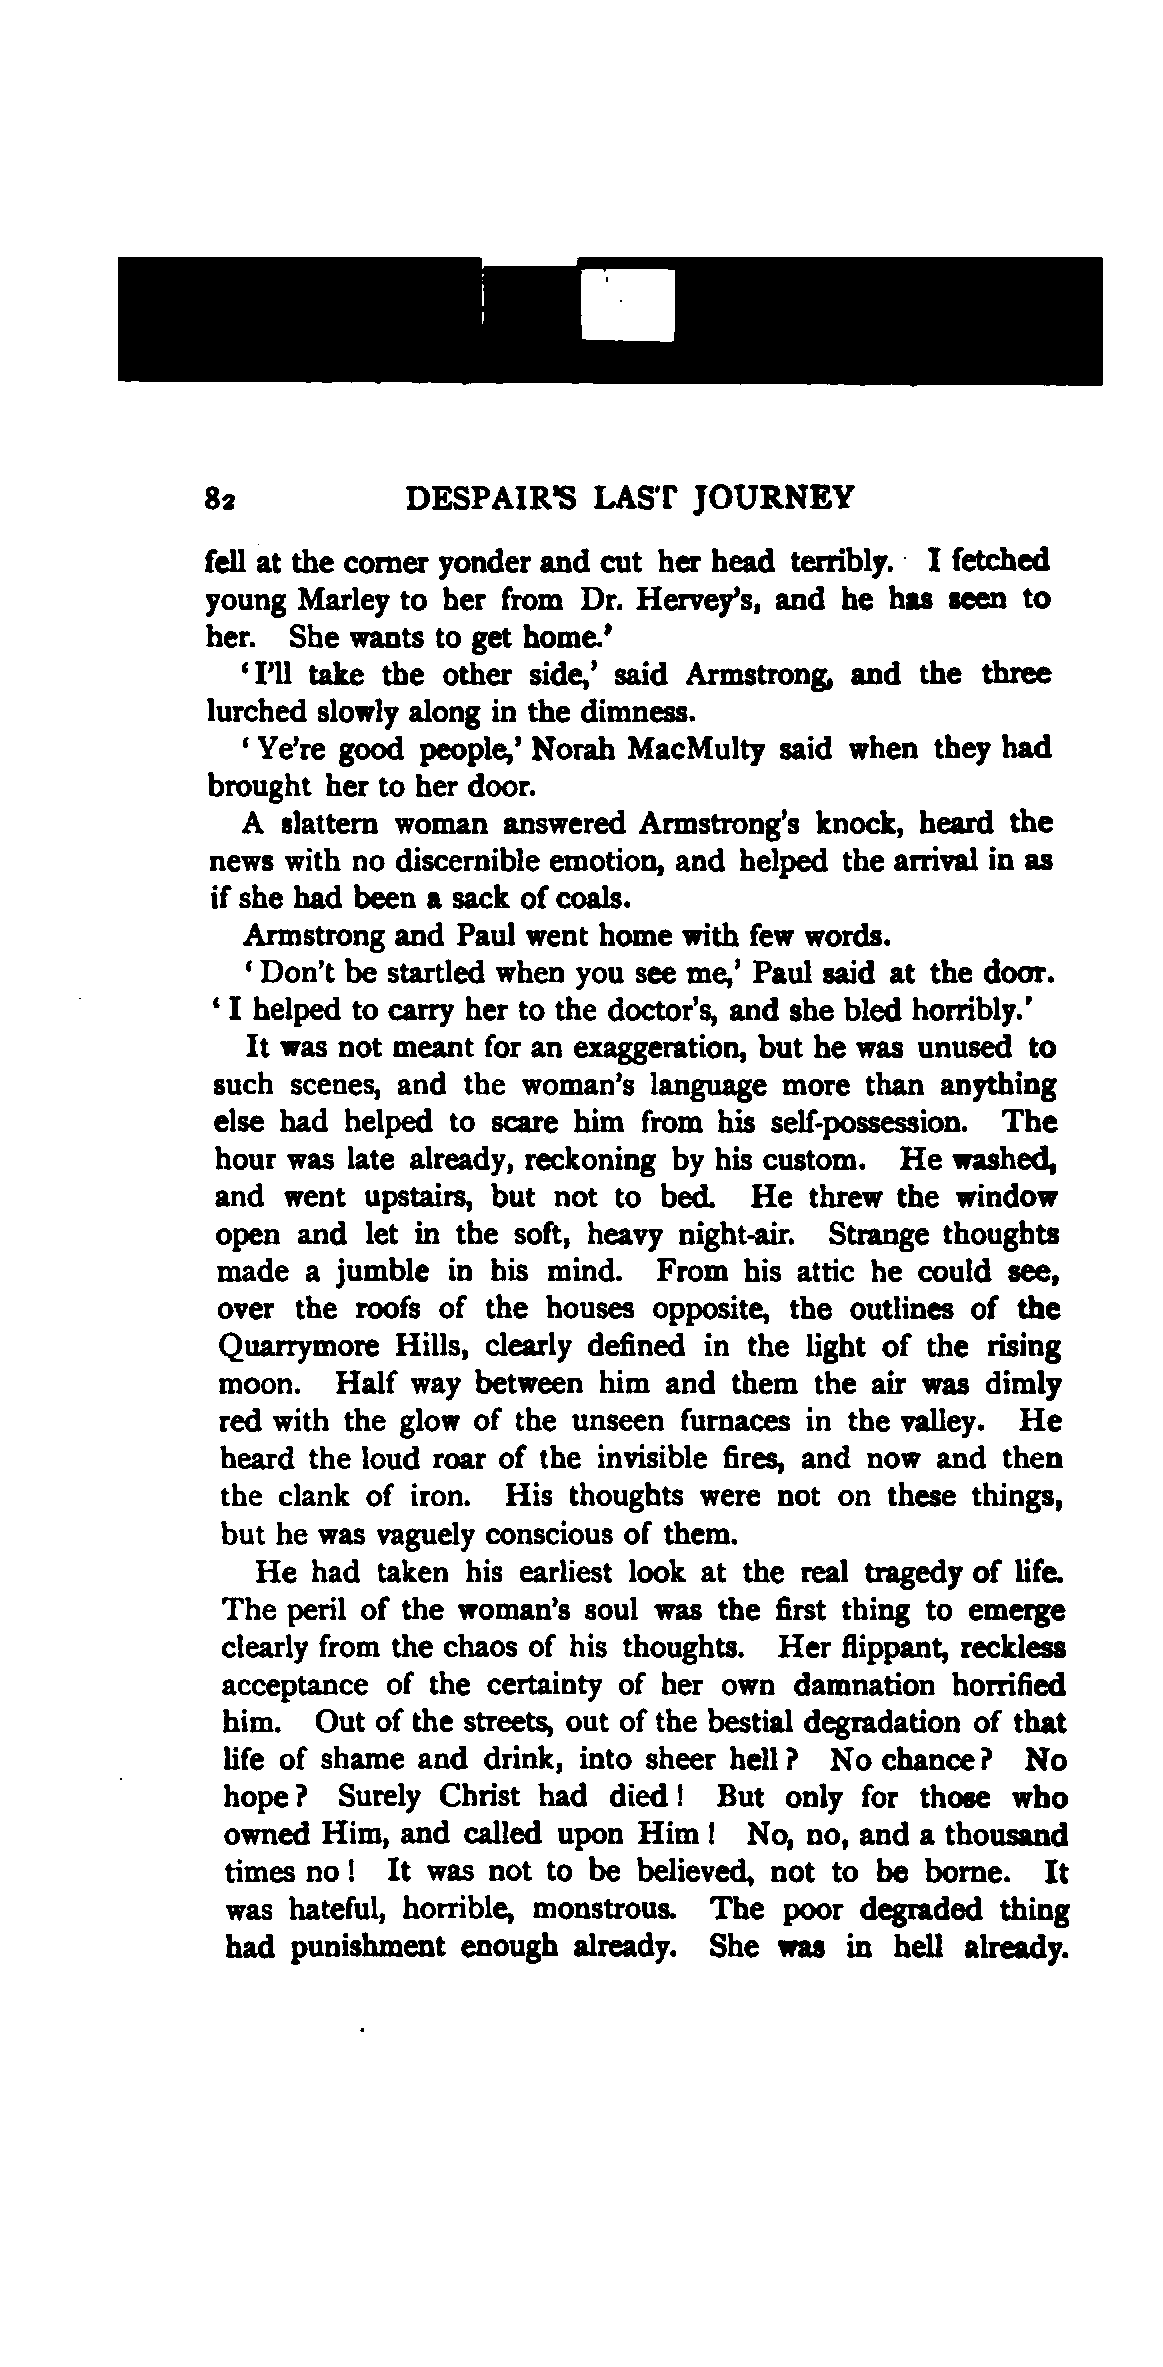 82 DESPAIR'S LAST JOURNEY
fell at the corner yonder and cut her head terribly. I fetched
young Marley to her from Dr. Hervey's, and he has seen to
her. She wants to get home.'
'I'll take the other side,' said Armstrong, and the three
lurched slowly along in the dimness.
'Ye're good people,' Norah MacMulty said when they had
brought her to her door.
A slattern woman answered Armstrong's knock, heard the
news with no discernible emotion, and helped the arrival in as
if she had been a sack of coals.
Armstrong and Paul went home with few words.
'Don't be startled when you see me,' Paul said at the door.
'I helped to carry her to the doctor's, and she bled horribly.'
It was not meant for an exaggeration, but he was unused to
such scenes, and the woman's language more than anything
else had helped to scare him from his self-possession. The
hour was late already, reckoning by his custom. He washed,
and went upstairs, but not to bed. He threw the window
open and let in the soft, heavy night-air. Strange thoughts
made a jumble in his mind. From his attic he could see,
over the roofs of the houses opposite, the outlines of the
Quarrymore Hills, clearly defined in the light of the rising
moon. Half way between him and them the air was dimly
red with the glow of the unseen furnaces in the valley. He
heard the loud roar of the invisible fires, and now and then
the clank of iron. His thoughts were not on these things,
but he was vaguely conscious of them.
He had taken his earliest look at the real tragedy of life.
The peril of the woman's soul was the first thing to emerge
clearly from the chaos of his thoughts. Her flippant, reckless
acceptance of the certainty of her own damnation horrified
him. Out of the streets, out of the bestial degradation of that
life of shame and drink, into sheer hell? No chance? No
hope? Surely Christ had died! But only for those who
owned Him, and called upon Him! No, no, and a thousand
times no! It was not to be believed, not to be borne. It
was hateful, horrible, monstrous. The poor degraded thing
had punishment enough already. She was in hell already.